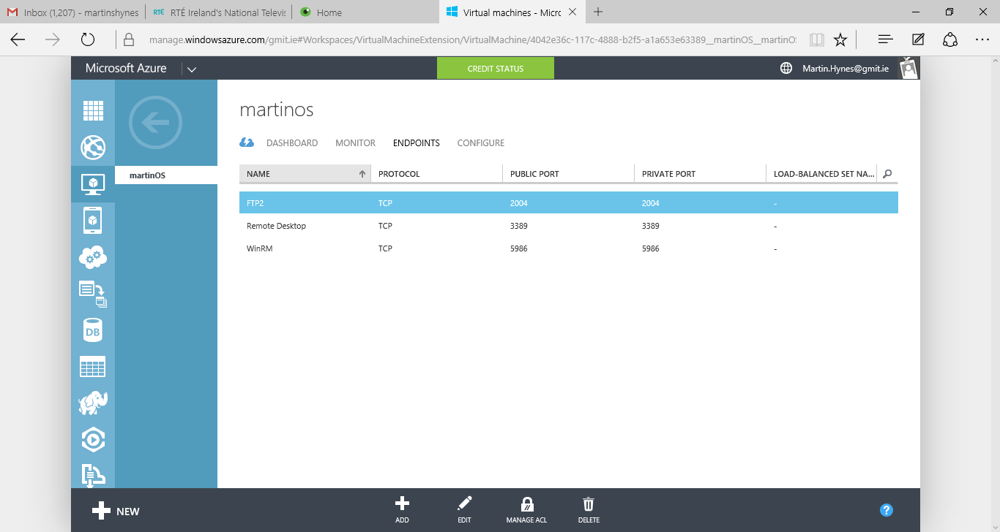 Inbox (1,207) - martinshynes
RTÉ RTÉ Ireland's National Televis
Home
Virtual machines - Micro
manage.windowsazure.com/gmit.ie#Workspaces/VirtualMachineExtension/VirtualMachine/4042e36c-117c-4888-b2f5-a1a653e63389__martinOS__martinO
Microsoft Azure
CREDIT STATUS
Martin.Hynes@gmit.ie
martinOS
DB
martinos
DASHBOARD MONITOR ENDPOINTS CONFIGURE
NAME PROTOCOL PUBLIC PORT PRIVATE PORT LOAD-BALANCED SET NA...
FTP2 TCP 2004 2004 -
Remote Desktop TCP 3389 3389 -
WinRM TCP 5986 5986 -
NEW
ADD
EDIT
MANAGE ACL
DELETE
?